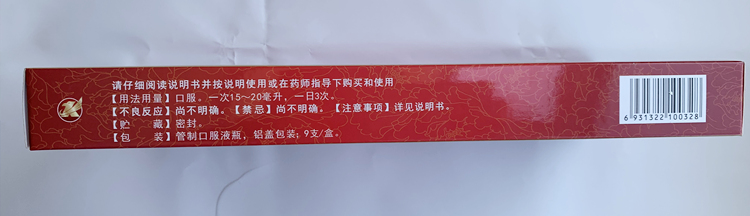 请仔细阅读说明书并按说明使用或在药师指导下购买和使用
【用法用量】口服。一次15~20毫升，一日3次。
【不良反应】尚不明确。【禁忌】尚不明确。【注意事项】详见说明书。
【贮　　藏】密封。
【包　　装】管制口服液瓶，铝盖包装；9支/盒。
6 931322 100328